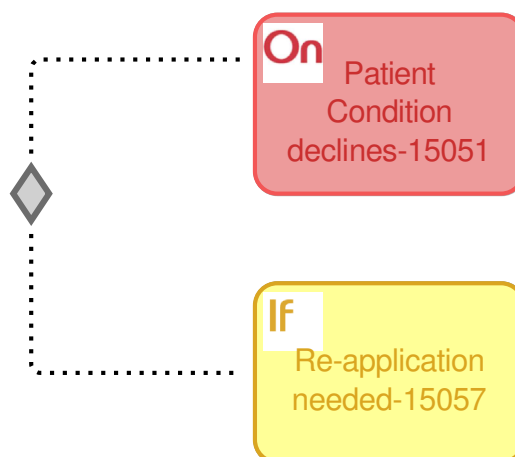 On
Patient
Condition
declines-15051
If
Re-application
needed-15057